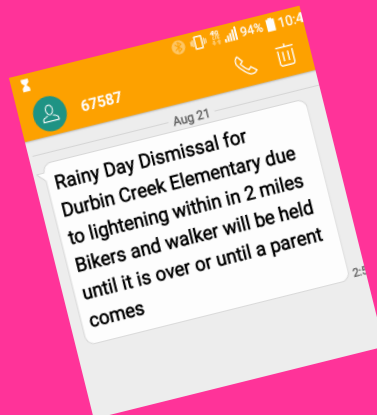 94% 10:4
67587
Aug 21
Rainy Day Dismissal for
Durbin Creek Elementary due
to lightening within in 2 miles
Bikers and walker will be held
until it is over or until a parent
comes
2:5